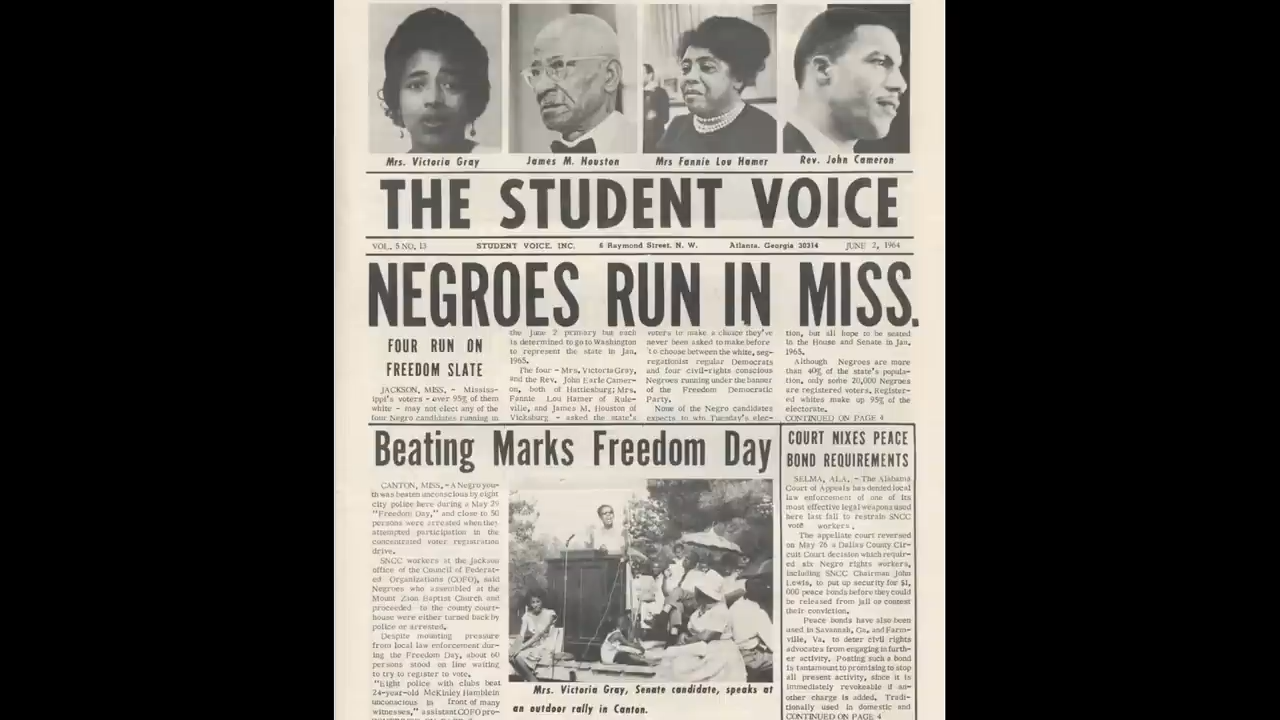 Mrs. Victoria Gray
James M. Houston
Mrs Fannie Lou Hamer
Rev. John Cameron
THE STUDENT VOICE
VOL. 5 NO. 13 STUDENT VOICE, INC. 6 Raymond Street, N. W. Atlanta, Georgia 30314 JUNE 2, 1964
NEGROES RUN IN MISS.
FOUR RUN ON
FREEDOM SLATE
JACKSON, MISS. - Mississ-
ippi's voters - over 95% of them
white - may not elect any of the
four Negro candidates running in
the June 2 primary but each
is determined to go to Washington
to represent the state in Jan,
1965.
The four - Mrs. Victoria Gray,
and the Rev. John Earle Camer-
on, both of Hattiesburg; Mrs.
Fannie Lou Hamer of Rule-
ville, and James M. Houston of
Vicksburg - asked the state's
voters to make a choice they've
never been asked to make before
to choose between the white, seg-
regationist regular Democrats
and four civil-rights conscious
Negroes running under the banner
of the Freedom Democratic
Party.
None of the Negro candidates
expects to win Tuesday's elec-
tion, but all hope to be seated
in the House and Senate in Jan.
1965.
Although Negroes are more
than 40% of the state's popula-
tion, only some 20,000 Negroes
are registered voters. Register-
ed whites make up 95% of the
electorate.
CONTINUED ON PAGE 4
Beating Marks Freedom Day
CANTON, MISS. - A Negro you-
th was beaten unconscious by eight
city police here during a May 29
"Freedom Day," and close to 50
persons were arrested when they
attempted participation in the
concentrated voter registration
drive.
SNCC workers at the Jackson
office of the Council of Federat-
ed Organizations (COFO), said
Negroes who assembled at the
Mount Zion Baptist Church and
proceeded to the county court-
house were either turned back by
police or arrested.
Despite mounting pressure
from local law enforcement dur-
ing the Freedom Day, about 60
persons stood on line waiting
to try to register to vote.
"Eight police with clubs beat
24-year-old McKinley Hamblein
unconscious in front of many
witnesses," assistant COFO pro-
Mrs. Victoria Gray, Senate candidate, speaks at
an outdoor rally in Canton.
COURT NIXES PEACE
BOND REQUIREMENTS
SELMA, ALA. - The Alabama
Court of Appeals has denied local
law enforcement of one of its
most effective legal weapons used
here last fall to restrain SNCC
vote workers.
The appellate court reversed
on May 26 a Dallas County Cir-
cuit Court decision which requir-
ed six Negro rights workers,
including SNCC Chairman John
Lewis, to put up security for $1,
000 peace bonds before they could
be released from jail or contest
their conviction.
Peace bonds have also been
used in Savannah, Ga. and Farm-
ville, Va. to deter civil rights
advocates from engaging in furth-
er activity. Posting such a bond
is tantamount to promising to stop
all present activity, since it is
immediately revokeable if an-
other charge is added. Tradi-
tionally used in domestic and
CONTINUED ON PAGE 4